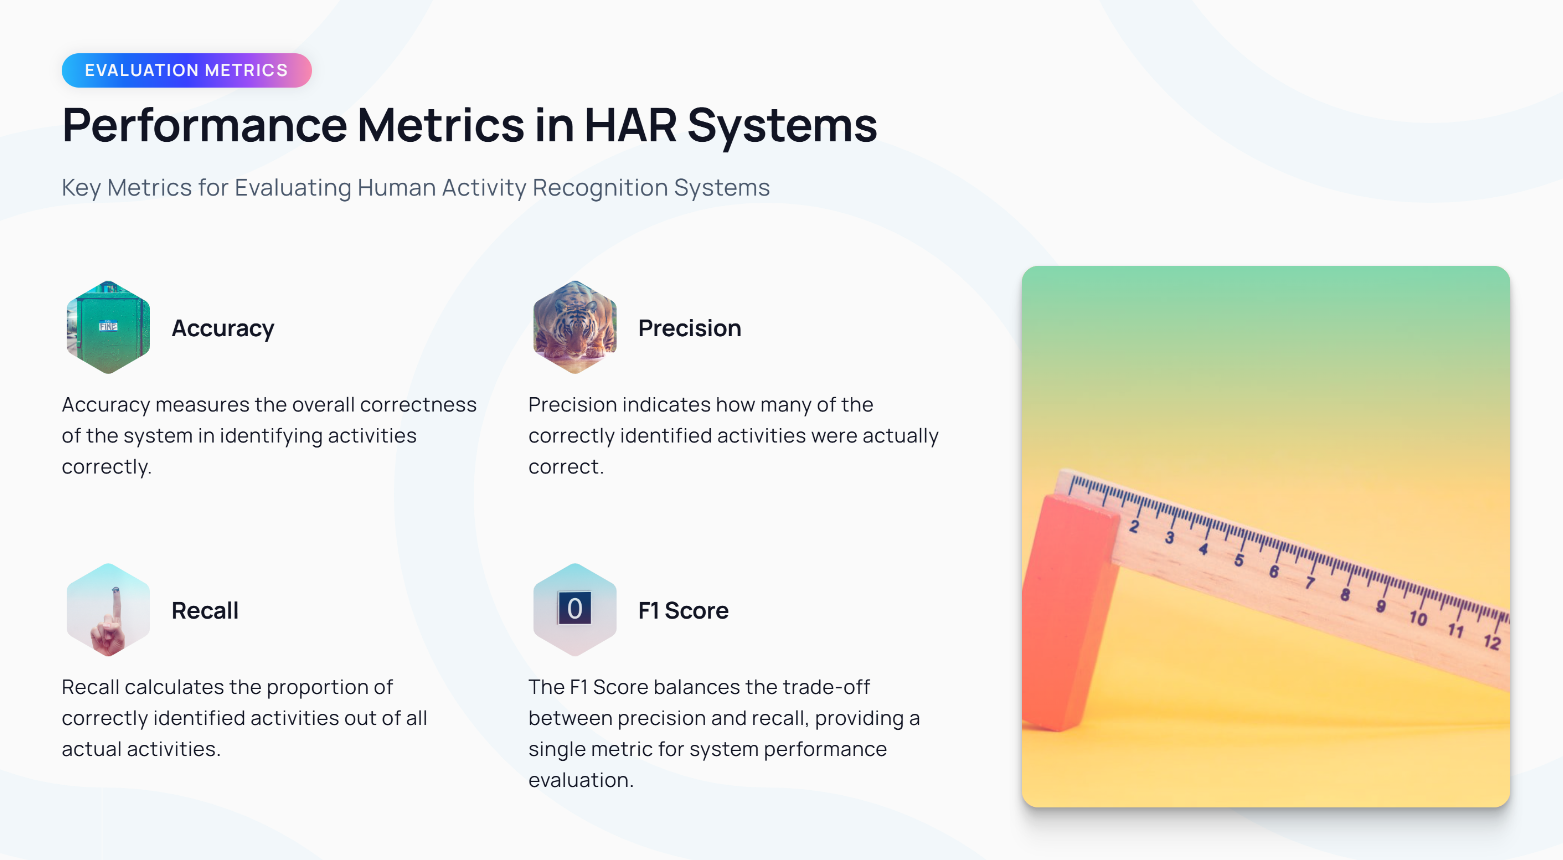 EVALUATION METRICS
Performance Metrics in HAR Systems
Key Metrics for Evaluating Human Activity Recognition Systems
Accuracy
Accuracy measures the overall correctness
of the system in identifying activities
correctly.
Precision
Precision indicates how many of the
correctly identified activities were actually
correct.
Recall
Recall calculates the proportion of
correctly identified activities out of all
actual activities.
0
F1 Score
The F1 Score balances the trade-off
between precision and recall, providing a
single metric for system performance
evaluation.
2 3 4 5 6 7 8 9 10 11 12